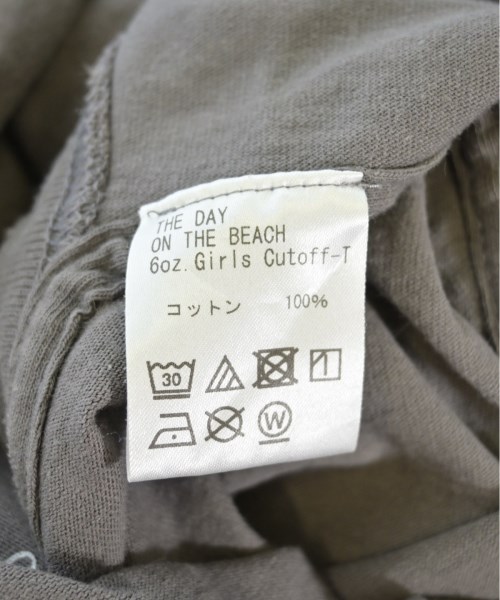 THE DAY
ON THE BEACH
6oz. Girls Cutoff-T
コットン 100%
30
W